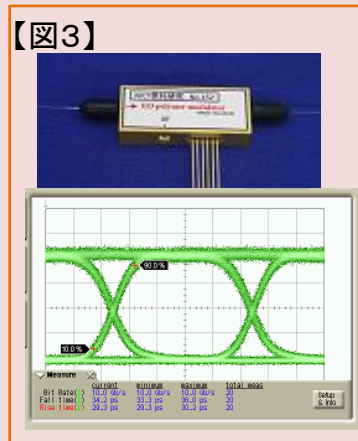 【図3】
EO polymer modulator
90.0%
10.0%
Measure
current minimum maximum total meas
Bit Rate( ) 10.0 Gb/s 10.0 Gb/s 10.0 Gb/s 20
Fall time( ) 34.2 ps 33.3 ps 36.0 ps 20
Rise time( ) 29.3 ps 29.3 ps 30.2 ps 20
Setup
& Info